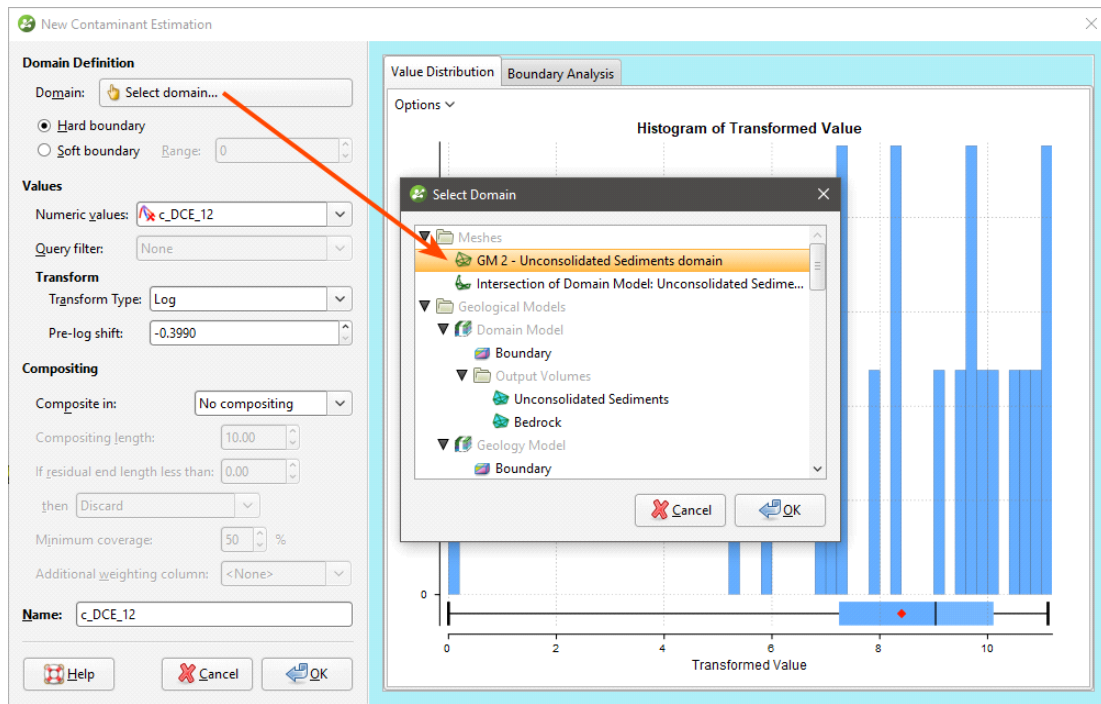 New Contaminant Estimation
Domain Definition
Domain: Select domain...
Hard boundary
Soft boundary Range: 0
Values
Numeric values: c_DCE_12
Query filter: None
Transform
Transform Type: Log
Pre-log shift: -0.3990
Compositing
Composite in: No compositing
Compositing length: 10.00
If residual end length less than: 0.00
then Discard
Minimum coverage: 50 %
Additional weighting column: <None>
Name: c_DCE_12
Help Cancel OK
Value Distribution Boundary Analysis
Options
Histogram of Transformed Value
Select Domain
Meshes
GM 2 - Unconsolidated Sediments domain
Intersection of Domain Model: Unconsolidated Sedime...
Geological Models
Domain Model
Boundary
Output Volumes
Unconsolidated Sediments
Bedrock
Geology Model
Boundary
Cancel OK
0
0 2 4 6 8 10
Transformed Value